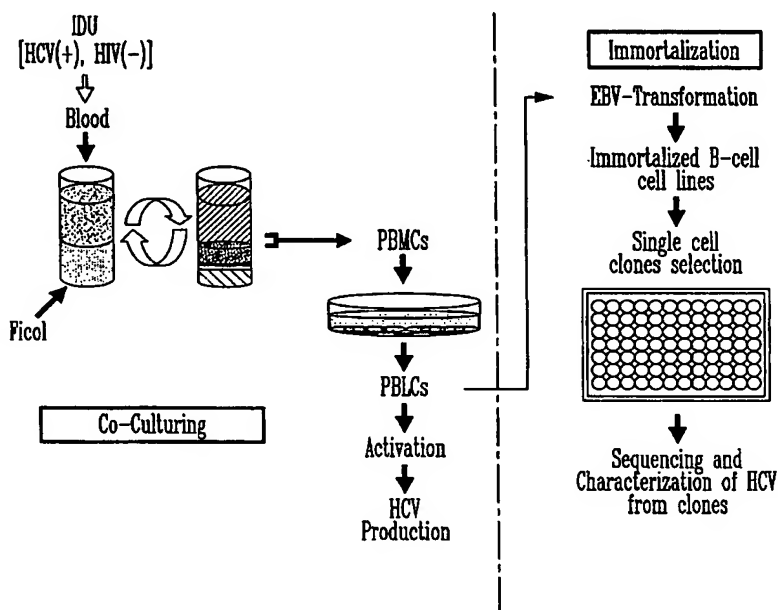 IDU
[HCV(+), HIV(-)]
Blood
Ficol
PBMCs
PBLCs
Activation
HCV
Production
Co-Culturing
Immortalization
EBV-Transformation
Immortalized B-cell
cell lines
Single cell
clones selection
Sequencing and
Characterization of HCV
from clones